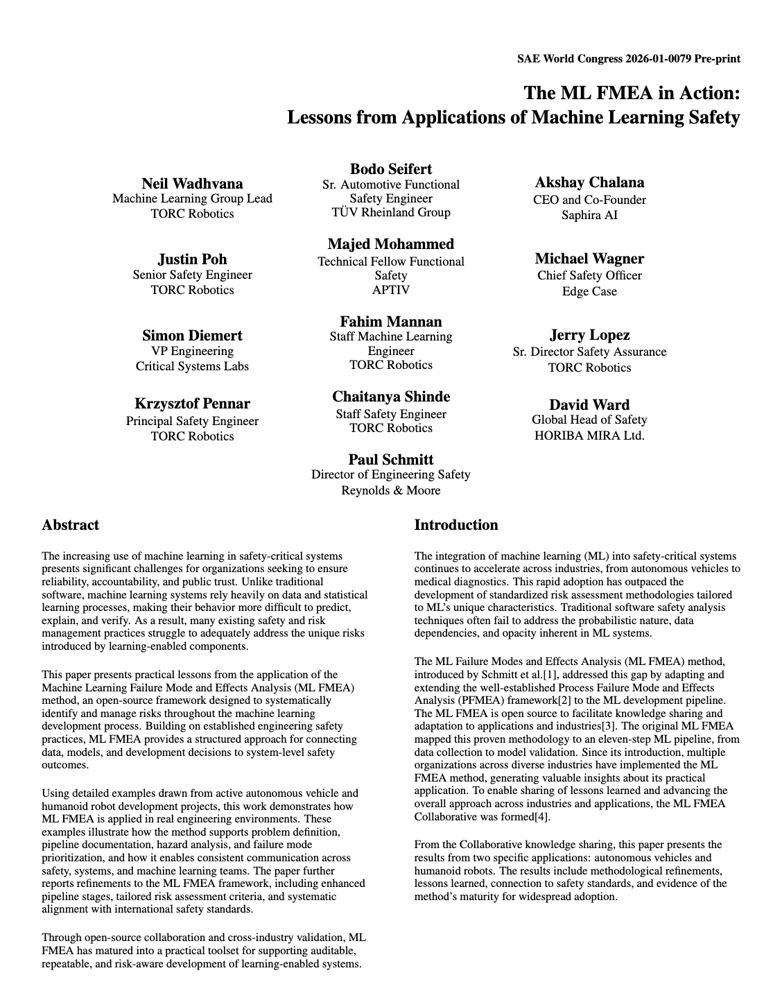 SAE World Congress 2026-01-0079 Pre-print
The ML FMEA in Action:
Lessons from Applications of Machine Learning Safety
Neil Wadhvana
Machine Learning Group Lead
TORC Robotics
Bodo Seifert
Sr. Automotive Functional
Safety Engineer
TÜV Rheinland Group
Akshay Chalana
CEO and Co-Founder
Saphira AI
Justin Poh
Senior Safety Engineer
TORC Robotics
Majed Mohammed
Technical Fellow Functional
Safety
APTIV
Michael Wagner
Chief Safety Officer
Edge Case
Simon Diemert
VP Engineering
Critical Systems Labs
Fahim Mannan
Staff Machine Learning
Engineer
TORC Robotics
Jerry Lopez
Sr. Director Safety Assurance
TORC Robotics
Krzysztof Pennar
Principal Safety Engineer
TORC Robotics
Chaitanya Shinde
Staff Safety Engineer
TORC Robotics
David Ward
Global Head of Safety
HORIBA MIRA Ltd.
Paul Schmitt
Director of Engineering Safety
Reynolds & Moore
Abstract
The increasing use of machine learning in safety-critical systems
presents significant challenges for organizations seeking to ensure
reliability, accountability, and public trust. Unlike traditional
software, machine learning systems rely heavily on data and statistical
learning processes, making their behavior more difficult to predict,
explain, and verify. As a result, many existing safety and risk
management practices struggle to adequately address the unique risks
introduced by learning-enabled components.
This paper presents practical lessons from the application of the
Machine Learning Failure Mode and Effects Analysis (ML FMEA)
method, an open-source framework designed to systematically
identify and manage risks throughout the machine learning
development process. Building on established engineering safety
practices, ML FMEA provides a structured approach for connecting
data, models, and development decisions to system-level safety
outcomes.
Using detailed examples drawn from active autonomous vehicle and
humanoid robot development projects, this work demonstrates how
ML FMEA is applied in real engineering environments. These
examples illustrate how the method supports problem definition,
pipeline documentation, hazard analysis, and failure mode
prioritization, and how it enables consistent communication across
safety, systems, and machine learning teams. The paper further
reports refinements to the ML FMEA framework, including enhanced
pipeline stages, tailored risk assessment criteria, and systematic
alignment with international safety standards.
Through open-source collaboration and cross-industry validation, ML
FMEA has matured into a practical toolset for supporting auditable,
repeatable, and risk-aware development of learning-enabled systems.
Introduction
The integration of machine learning (ML) into safety-critical systems
continues to accelerate across industries, from autonomous vehicles to
medical diagnostics. This rapid adoption has outpaced the
development of standardized risk assessment methodologies tailored
to ML's unique characteristics. Traditional software safety analysis
techniques often fail to address the probabilistic nature, data
dependencies, and opacity inherent in ML systems.
The ML Failure Modes and Effects Analysis (ML FMEA) method,
introduced by Schmitt et al.[1], addressed this gap by adapting and
extending the well-established Process Failure Mode and Effects
Analysis (PFMEA) framework[2] to the ML development pipeline.
The ML FMEA is open source to facilitate knowledge sharing and
adaptation to applications and industries[3]. The original ML FMEA
mapped this proven methodology to an eleven-step ML pipeline, from
data collection to model validation. Since its introduction, multiple
organizations across diverse industries have implemented the ML
FMEA method, generating valuable insights about its practical
application. To enable sharing of lessons learned and advancing the
overall approach across industries and applications, the ML FMEA
Collaborative was formed[4].
From the Collaborative knowledge sharing, this paper presents the
results from two specific applications: autonomous vehicles and
humanoid robots. The results include methodological refinements,
lessons learned, connection to safety standards, and evidence of the
method's maturity for widespread adoption.